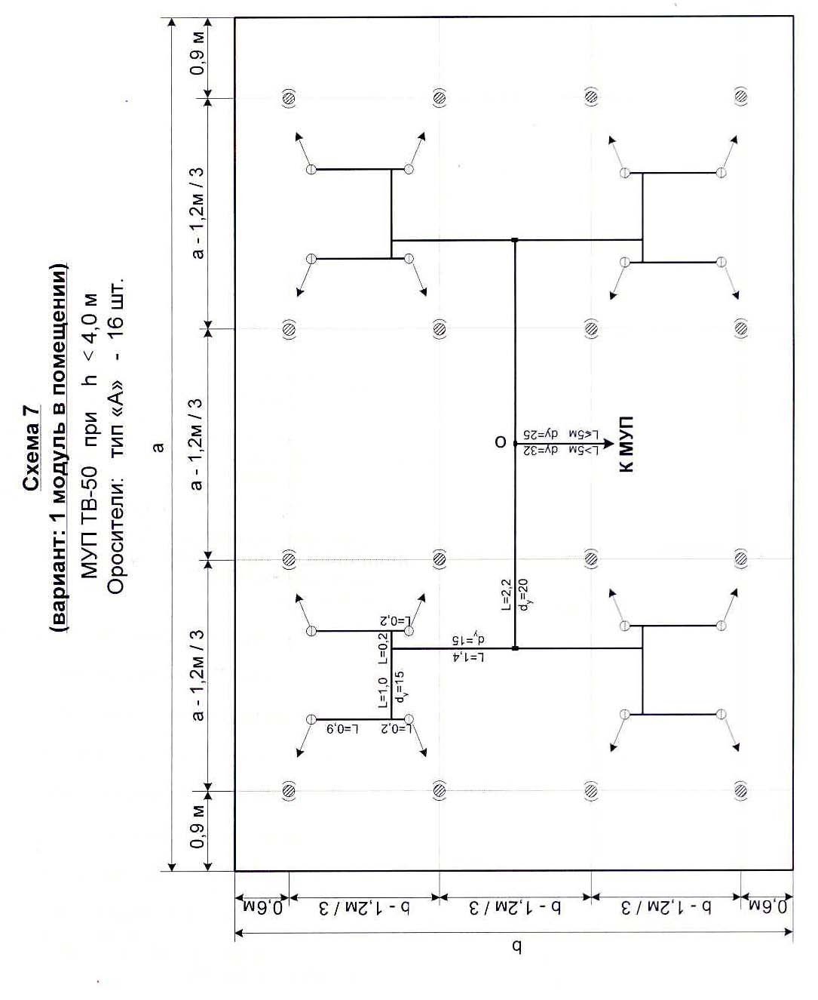 Схема 7
(вариант: 1 модуль в помещении)
МУП ТВ-50 при h < 4,0 м
Оросители: тип «А» - 16 шт.
a
0,9 м
a - 1,2м / 3
a - 1,2м / 3
a - 1,2м / 3
0,9 м
L=0,9
L=0,2
L=1,0
dу=15
L=0,2
L=0,2
L=1,4
dу=15
L=2,2
dу=20
О
L>5м dу=32
L≤5м dу=25
К МУП
0,6м
b - 1,2м / 3
b - 1,2м / 3
b - 1,2м / 3
0,6м
b